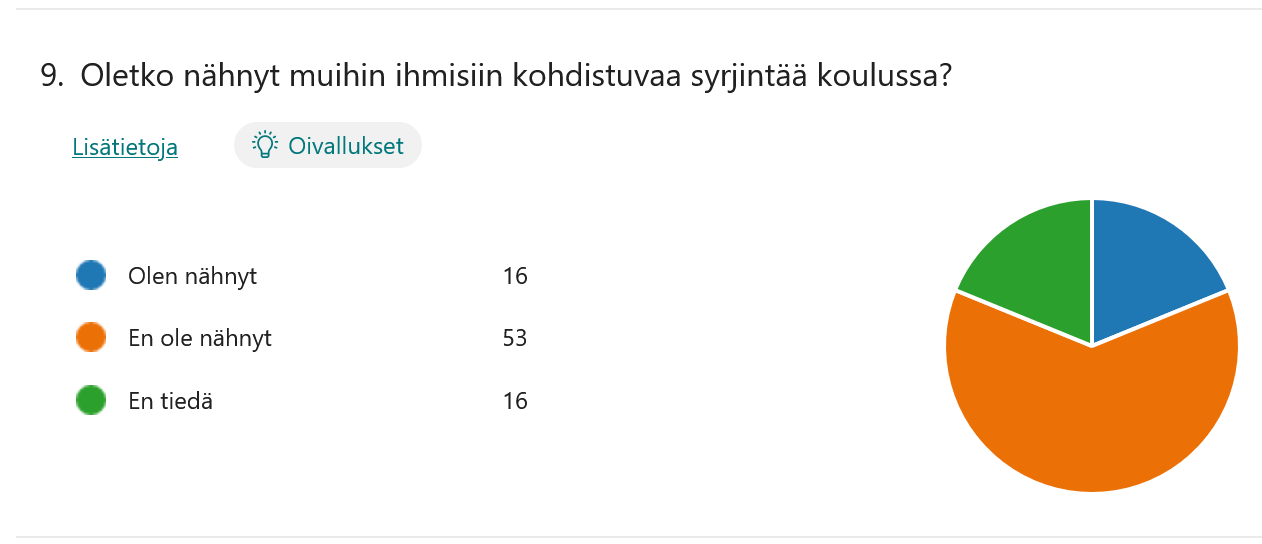 9. Oletko nähnyt muihin ihmisiin kohdistuvaa syrjintää koulussa?
Lisätietoja Oivallukset
Olen nähnyt 16
En ole nähnyt 53
En tiedä 16